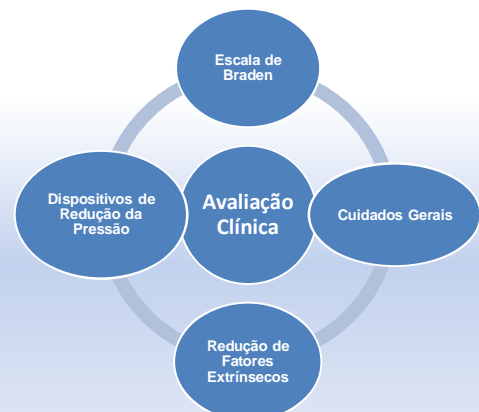 Escala de
Braden
Dispositivos de
Redução da
Pressão
Avaliação
Clínica
Cuidados Gerais
Redução de
Fatores
Extrínsecos